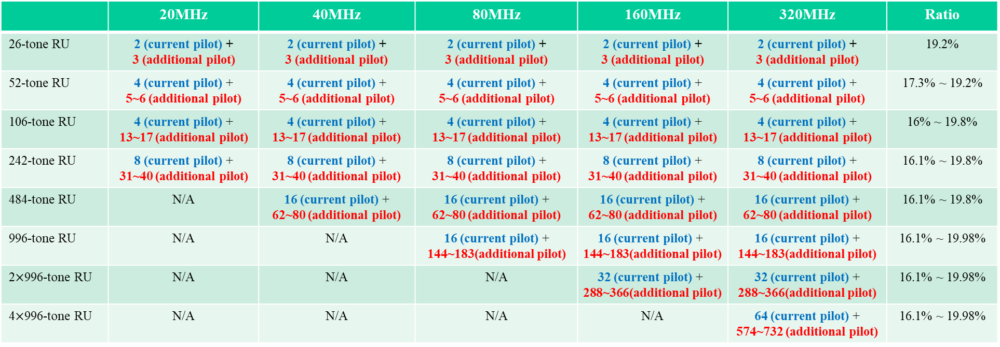 20MHz 40MHz 80MHz 160MHz 320MHz Ratio
26-tone RU 2 (current pilot) + 2 (current pilot) + 2 (current pilot) + 2 (current pilot) + 2 (current pilot) + 19.2%
3 (additional pilot) 3 (additional pilot) 3 (additional pilot) 3 (additional pilot) 3 (additional pilot)
52-tone RU 4 (current pilot) + 4 (current pilot) + 4 (current pilot) + 4 (current pilot) + 4 (current pilot) + 17.3% ~ 19.2%
5~6 (additional pilot) 5~6 (additional pilot) 5~6 (additional pilot) 5~6 (additional pilot) 5~6 (additional pilot)
106-tone RU 4 (current pilot) + 4 (current pilot) + 4 (current pilot) + 4 (current pilot) + 4 (current pilot) + 16% ~ 19.8%
13~17 (additional pilot) 13~17 (additional pilot) 13~17 (additional pilot) 13~17 (additional pilot) 13~17 (additional pilot)
242-tone RU 8 (current pilot) + 8 (current pilot) + 8 (current pilot) + 8 (current pilot) + 8 (current pilot) + 16.1% ~ 19.8%
31~40 (additional pilot) 31~40 (additional pilot) 31~40 (additional pilot) 31~40 (additional pilot) 31~40 (additional pilot)
484-tone RU N/A 16 (current pilot) + 16 (current pilot) + 16 (current pilot) + 16 (current pilot) + 16.1% ~ 19.8%
62~80 (additional pilot) 62~80 (additional pilot) 62~80 (additional pilot) 62~80 (additional pilot)
996-tone RU N/A N/A 16 (current pilot) + 16 (current pilot) + 16 (current pilot) + 16.1% ~ 19.98%
144~183(additional pilot) 144~183(additional pilot) 144~183(additional pilot)
2×996-tone RU N/A N/A N/A 32 (current pilot) + 32 (current pilot) + 16.1% ~ 19.98%
288~366(additional pilot) 288~366(additional pilot)
4×996-tone RU N/A N/A N/A N/A 64 (current pilot) + 16.1% ~ 19.98%
574~732 (additional pilot)